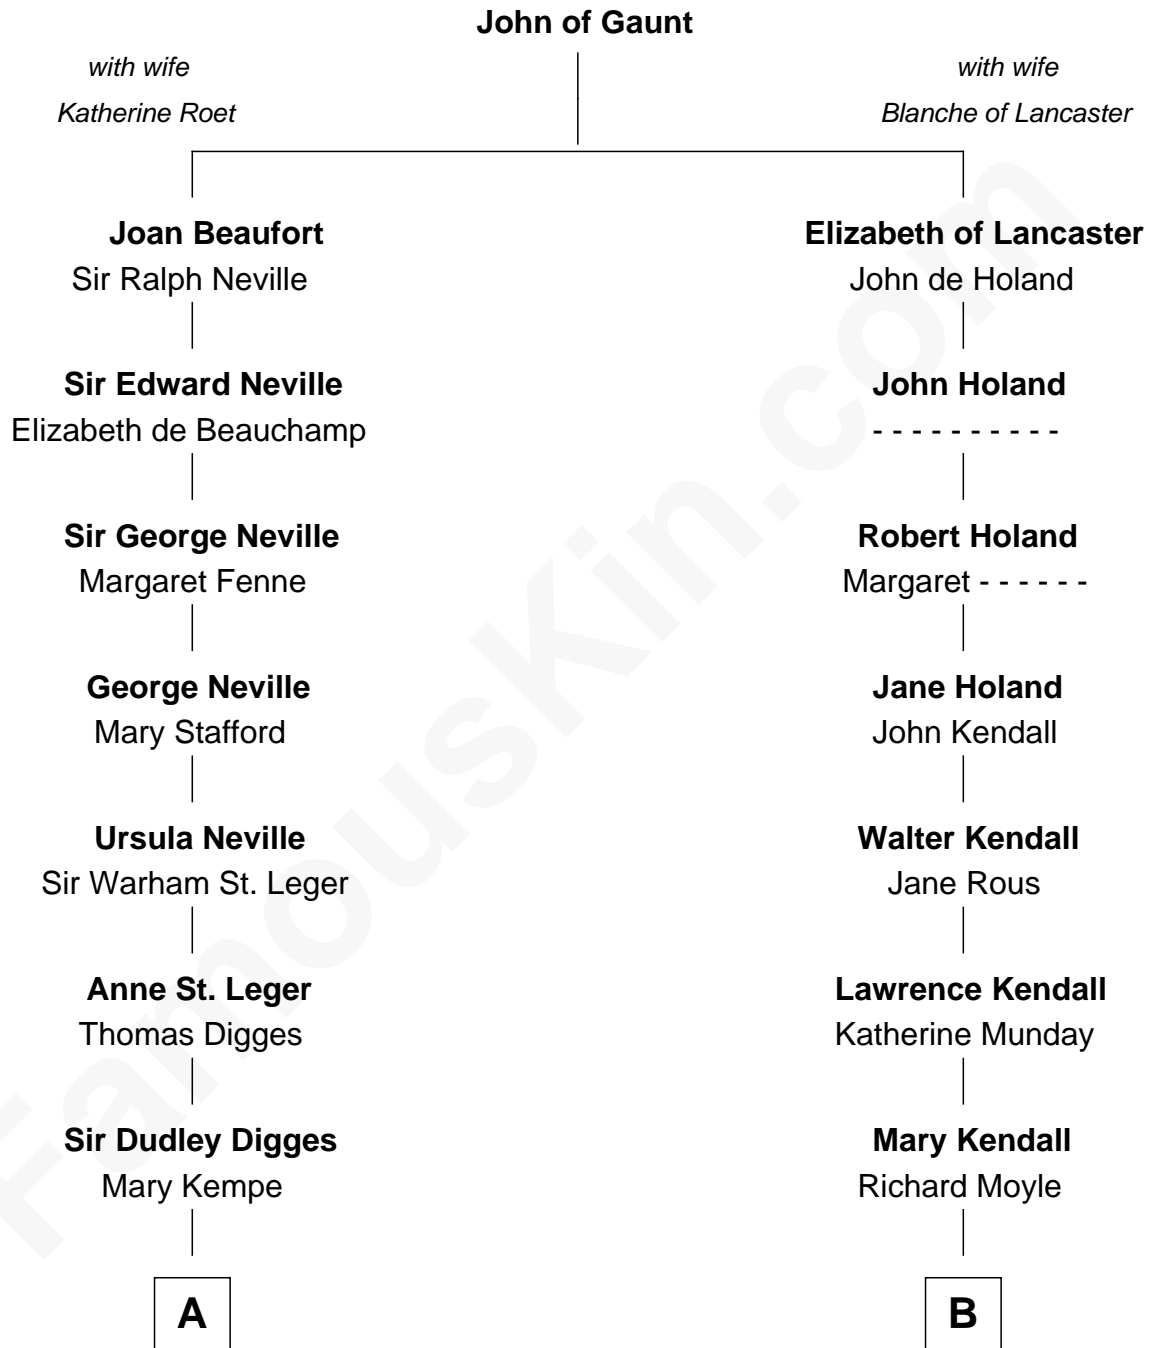 John of Gaunt
with wife
Katherine Roet
with wife
Blanche of Lancaster
Joan Beaufort
Sir Ralph Neville
Elizabeth of Lancaster
John de Holand
Sir Edward Neville
Elizabeth de Beauchamp
John Holand
- - - - - - - - - -
Sir George Neville
Margaret Fenne
Robert Holand
Margaret - - - - - -
George Neville
Mary Stafford
Jane Holand
John Kendall
Ursula Neville
Sir Warham St. Leger
Walter Kendall
Jane Rous
Anne St. Leger
Thomas Digges
Lawrence Kendall
Katherine Munday
Sir Dudley Digges
Mary Kempe
Mary Kendall
Richard Moyle
A
B
FamousKin.com